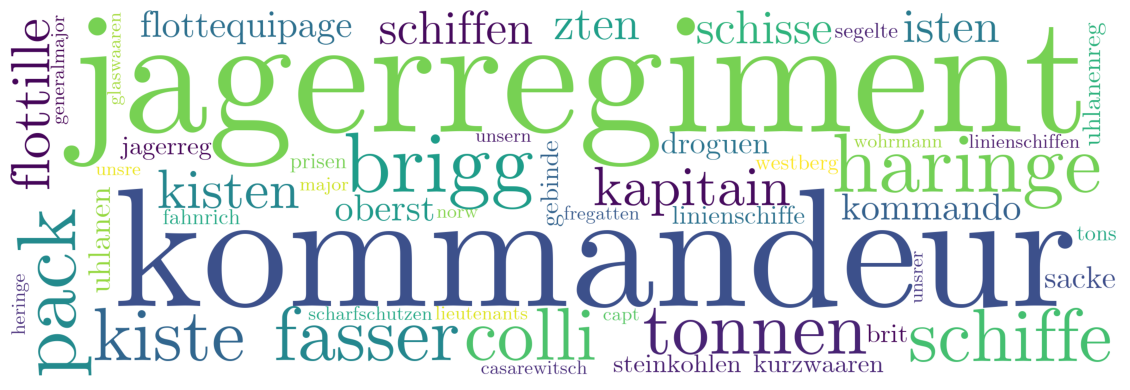 flottequipage schiffen zten schisse segelte isten
flottille generalmajor glaswaaren jagerregiment uhlanenreg
jagerreg unsern droguen wohrmann linienschiffen
unsre prisen major brigg gebinde westberg haringe
kisten kapitain
fahnrich oberst norw fregatten linienschiffe kommando
pack uhlanen kommandeur tons
heringe unsrer sacke
kiste fasser scharfschutzen lieutenants colli capt tonnen brit schiffe
casarewitsch steinkohlen kurzwaaren